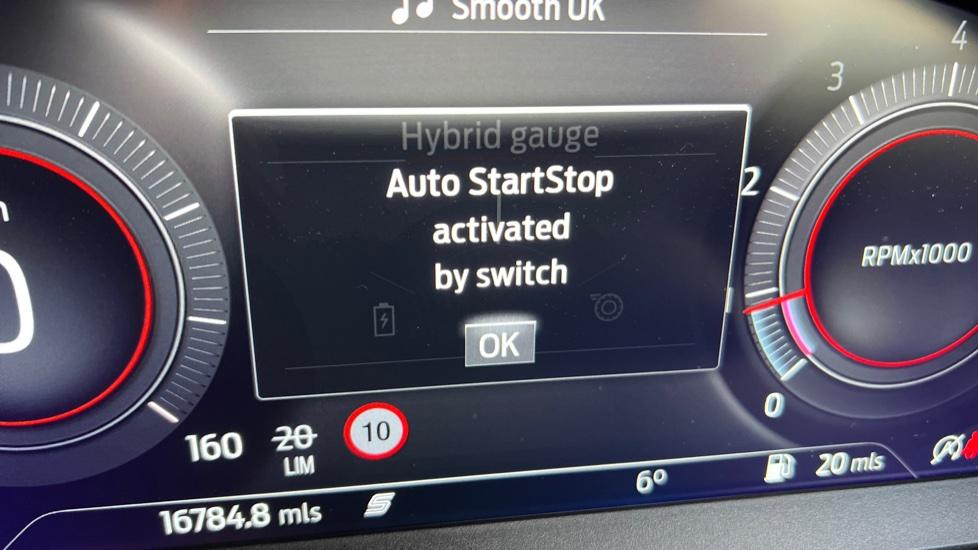 Smooth UK
4
3
Hybrid gauge
Auto StartStop
activated
by switch
OK
2
RPMx1000
0
160
20
LIM
10
6°
20 mls
16784.8 mls
S